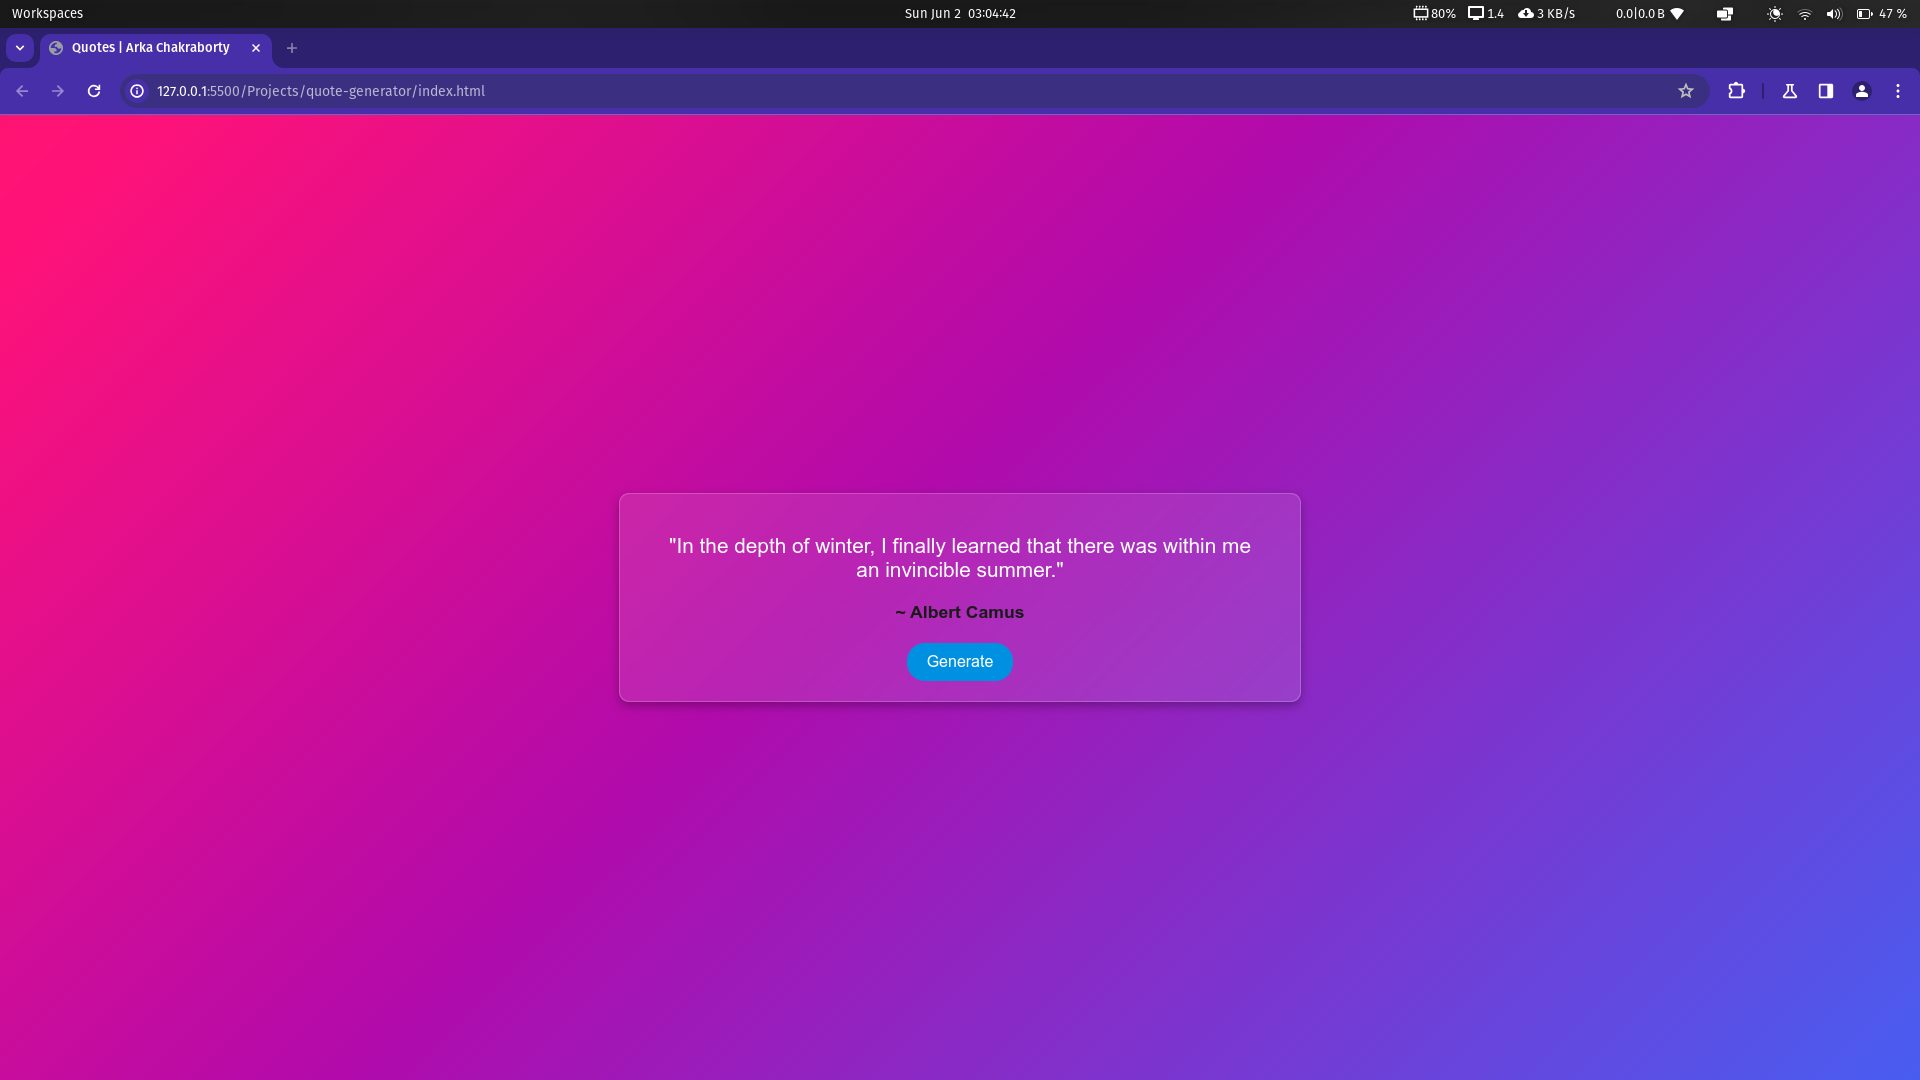 Workspaces
Sun Jun 2 03:04:42
80% 1.4 3 KB/s 0.0|0.0 B 47 %
Quotes | Arka Chakraborty
127.0.0.1:5500/Projects/quote-generator/index.html
"In the depth of winter, I finally learned that there was within me
an invincible summer."
~ Albert Camus
Generate